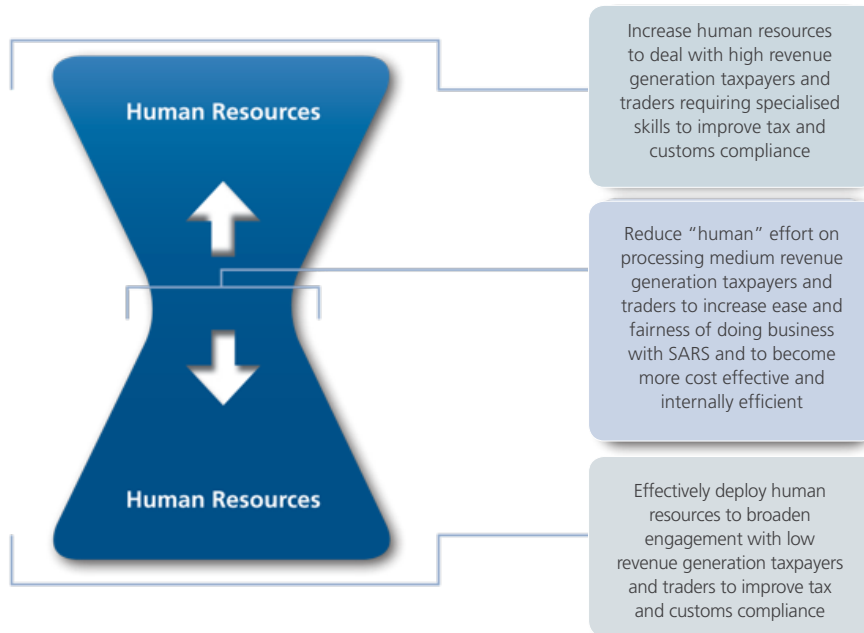 Human Resources
Human Resources
Increase human resources
to deal with high revenue
generation taxpayers and
traders requiring specialised
skills to improve tax and
customs compliance
Reduce “human” effort on
processing medium revenue
generation taxpayers and
traders to increase ease and
fairness of doing business
with SARS and to become
more cost effective and
internally efficient
Effectively deploy human
resources to broaden
engagement with low
revenue generation taxpayers
and traders to improve tax
and customs compliance